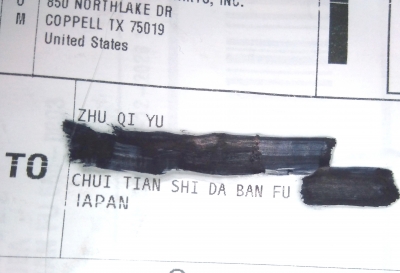 O 850 NORTHLAKE DR
M COPPELL TX 75019
United States
TO
ZHU QI YU
CHUI TIAN SHI DA BAN FU
JAPAN